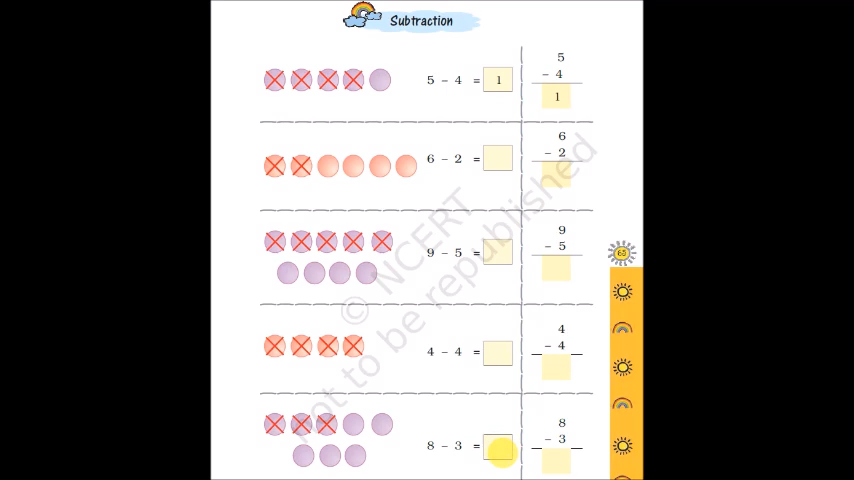 Subtraction
5 – 4 = 1
5
– 4
1
6 – 2 =
6
– 2
9 – 5 =
9
– 5
4 – 4 =
4
– 4
8 – 3 =
8
– 3
© NCERT
not to be republished
60